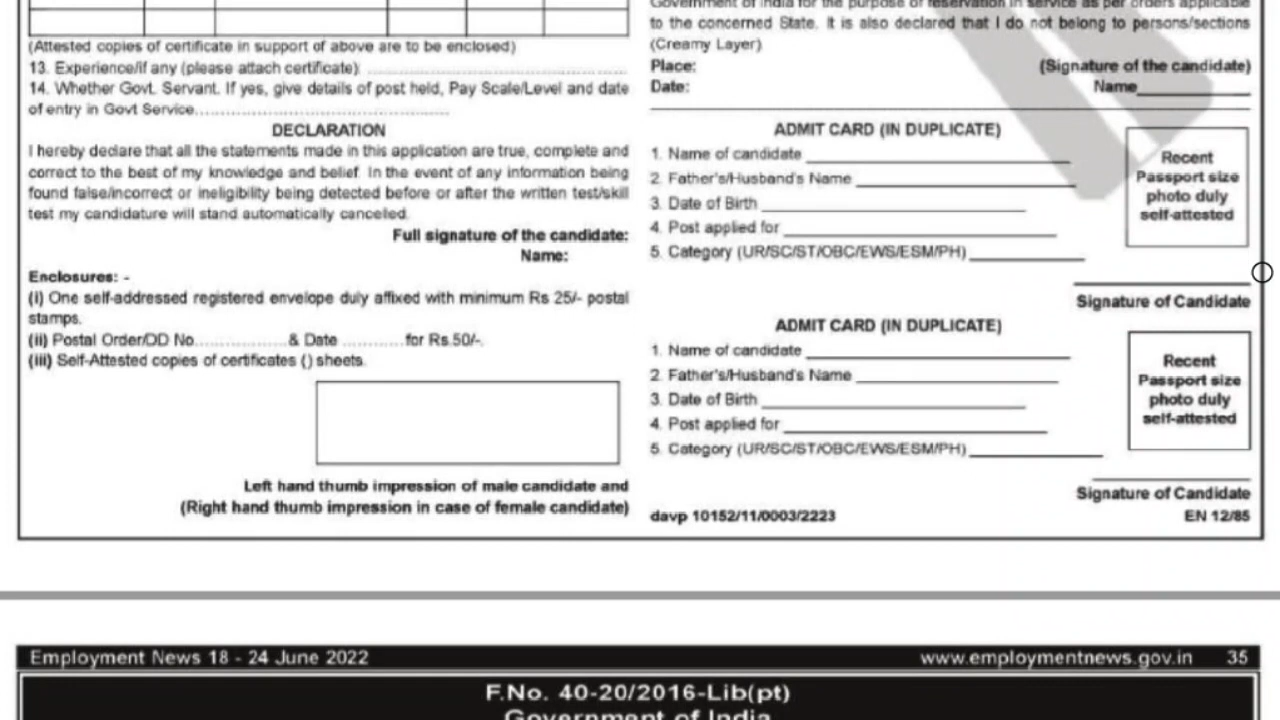 (Attested copies of certificate in support of above are to be enclosed)
13. Experience/if any (please attach certificate) ........................................................
14. Whether Govt. Servant. If yes, give details of post held, Pay Scale/Level and date
of entry in Govt Service......................................................
DECLARATION
I hereby declare that all the statements made in this application are true, complete and
correct to the best of my knowledge and belief. In the event of any information being
found false/incorrect or ineligibility being detected before or after the written test/skill
test my candidature will stand automatically cancelled.
Full signature of the candidate:
Name:
Enclosures: -
(i) One self-addressed registered envelope duly affixed with minimum Rs 25/- postal
stamps.
(ii) Postal Order/DD No.................... & Date .............for Rs.50/-.
(iii) Self-Attested copies of certificates () sheets.
Left hand thumb impression of male candidate and
(Right hand thumb impression in case of female candidate)
Government of India for the purpose of reservation in service as per orders applicable
to the concerned State. It is also declared that I do not belong to persons/sections
(Creamy Layer)
Place:
(Signature of the candidate)
Date:
Name__________
ADMIT CARD (IN DUPLICATE)
1. Name of candidate ____________________
2. Father's/Husband's Name ____________________
3. Date of Birth ____________________
4. Post applied for ____________________
5. Category (UR/SC/ST/OBC/EWS/ESM/PH)__________
Recent
Passport size
photo duly
self-attested
Signature of Candidate
ADMIT CARD (IN DUPLICATE)
1. Name of candidate ____________________
2. Father's/Husband's Name ____________________
3. Date of Birth ____________________
4. Post applied for ____________________
5. Category (UR/SC/ST/OBC/EWS/ESM/PH)__________
Recent
Passport size
photo duly
self-attested
Signature of Candidate
davp 10152/11/0003/2223
EN 12/85
Employment News 18 - 24 June 2022
www.employmentnews.gov.in 35
F.No. 40-20/2016-Lib(pt)
Government of India